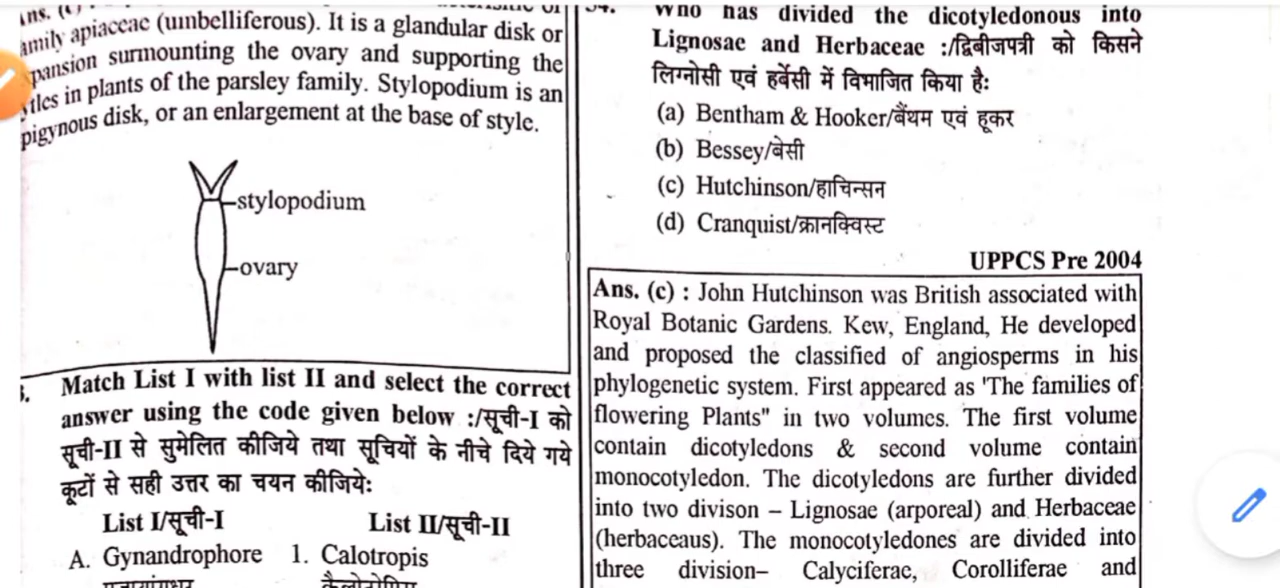 Ans. (c) :
amily apiaceae (umbelliferous). It is a glandular disk or
pansion surmounting the ovary and supporting the
yles in plants of the parsley family. Stylopodium is an
pigynous disk, or an enlargement at the base of style.
stylopodium
ovary
Match List I with list II and select the correct
answer using the code given below :/सूची-I को
सूची-II से सुमेलित कीजिये तथा सूचियों के नीचे दिये गये
कूटों से सही उत्तर का चयन कीजिये:
List I/सूची-I List II/सूची-II
A. Gynandrophore 1. Calotropis
54. Who has divided the dicotyledonous into
Lignosae and Herbaceae :/द्विबीजपत्री को किसने
लिग्नोसी एवं हर्बेसी में विभाजित किया है:
(a) Bentham & Hooker/बैंथम एवं हूकर
(b) Bessey/बेसी
(c) Hutchinson/हाचिन्सन
(d) Cranquist/क्रानक्विस्ट
UPPCS Pre 2004
Ans. (c) : John Hutchinson was British associated with
Royal Botanic Gardens. Kew, England, He developed
and proposed the classified of angiosperms in his
phylogenetic system. First appeared as 'The families of
flowering Plants" in two volumes. The first volume
contain dicotyledons & second volume contain
monocotyledon. The dicotyledons are further divided
into two divison – Lignosae (arporeal) and Herbaceae
(herbaceaus). The monocotyledones are divided into
three division– Calyciferae, Corolliferae and